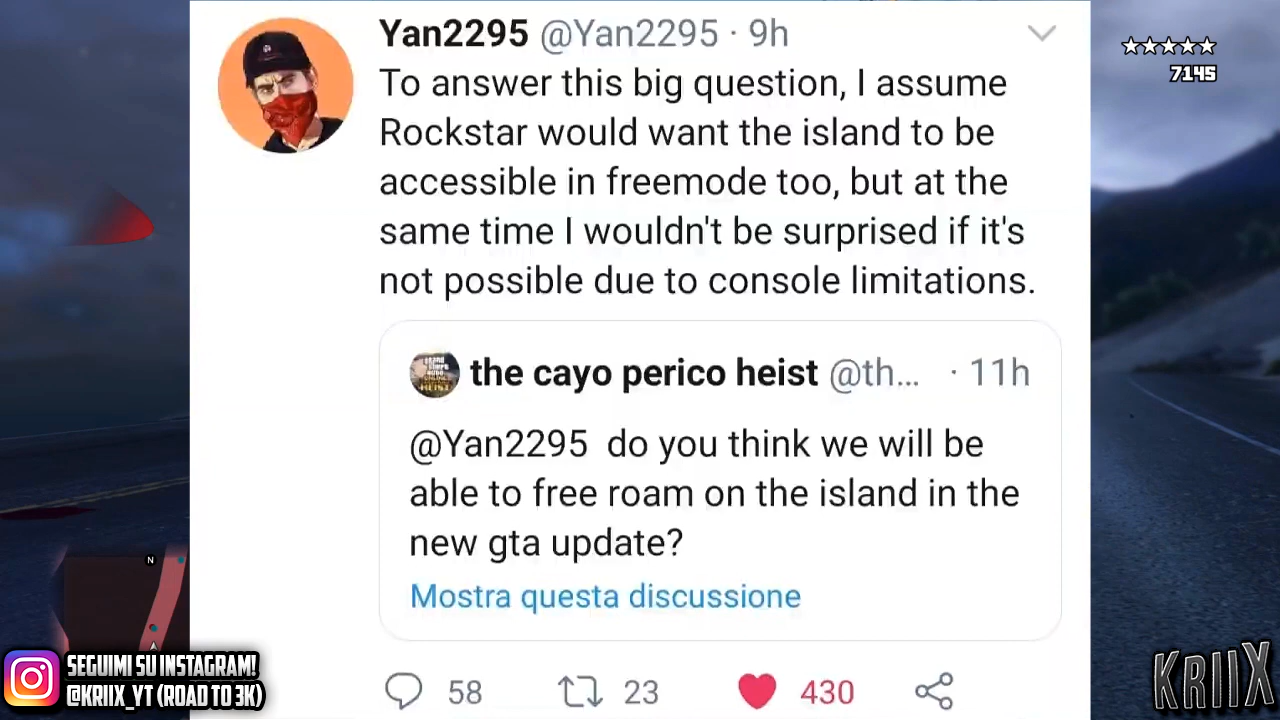 Yan2295 @Yan2295 · 9h
7145
To answer this big question, I assume
Rockstar would want the island to be
accessible in freemode too, but at the
same time I wouldn't be surprised if it's
not possible due to console limitations.
the cayo perico heist @th... · 11h
@Yan2295 do you think we will be
able to free roam on the island in the
new gta update?
Mostra questa discussione
N
58 23 430
SEGUIMI SU INSTAGRAM!
@KRIIX_YT (ROAD TO 3K)
KRIIX